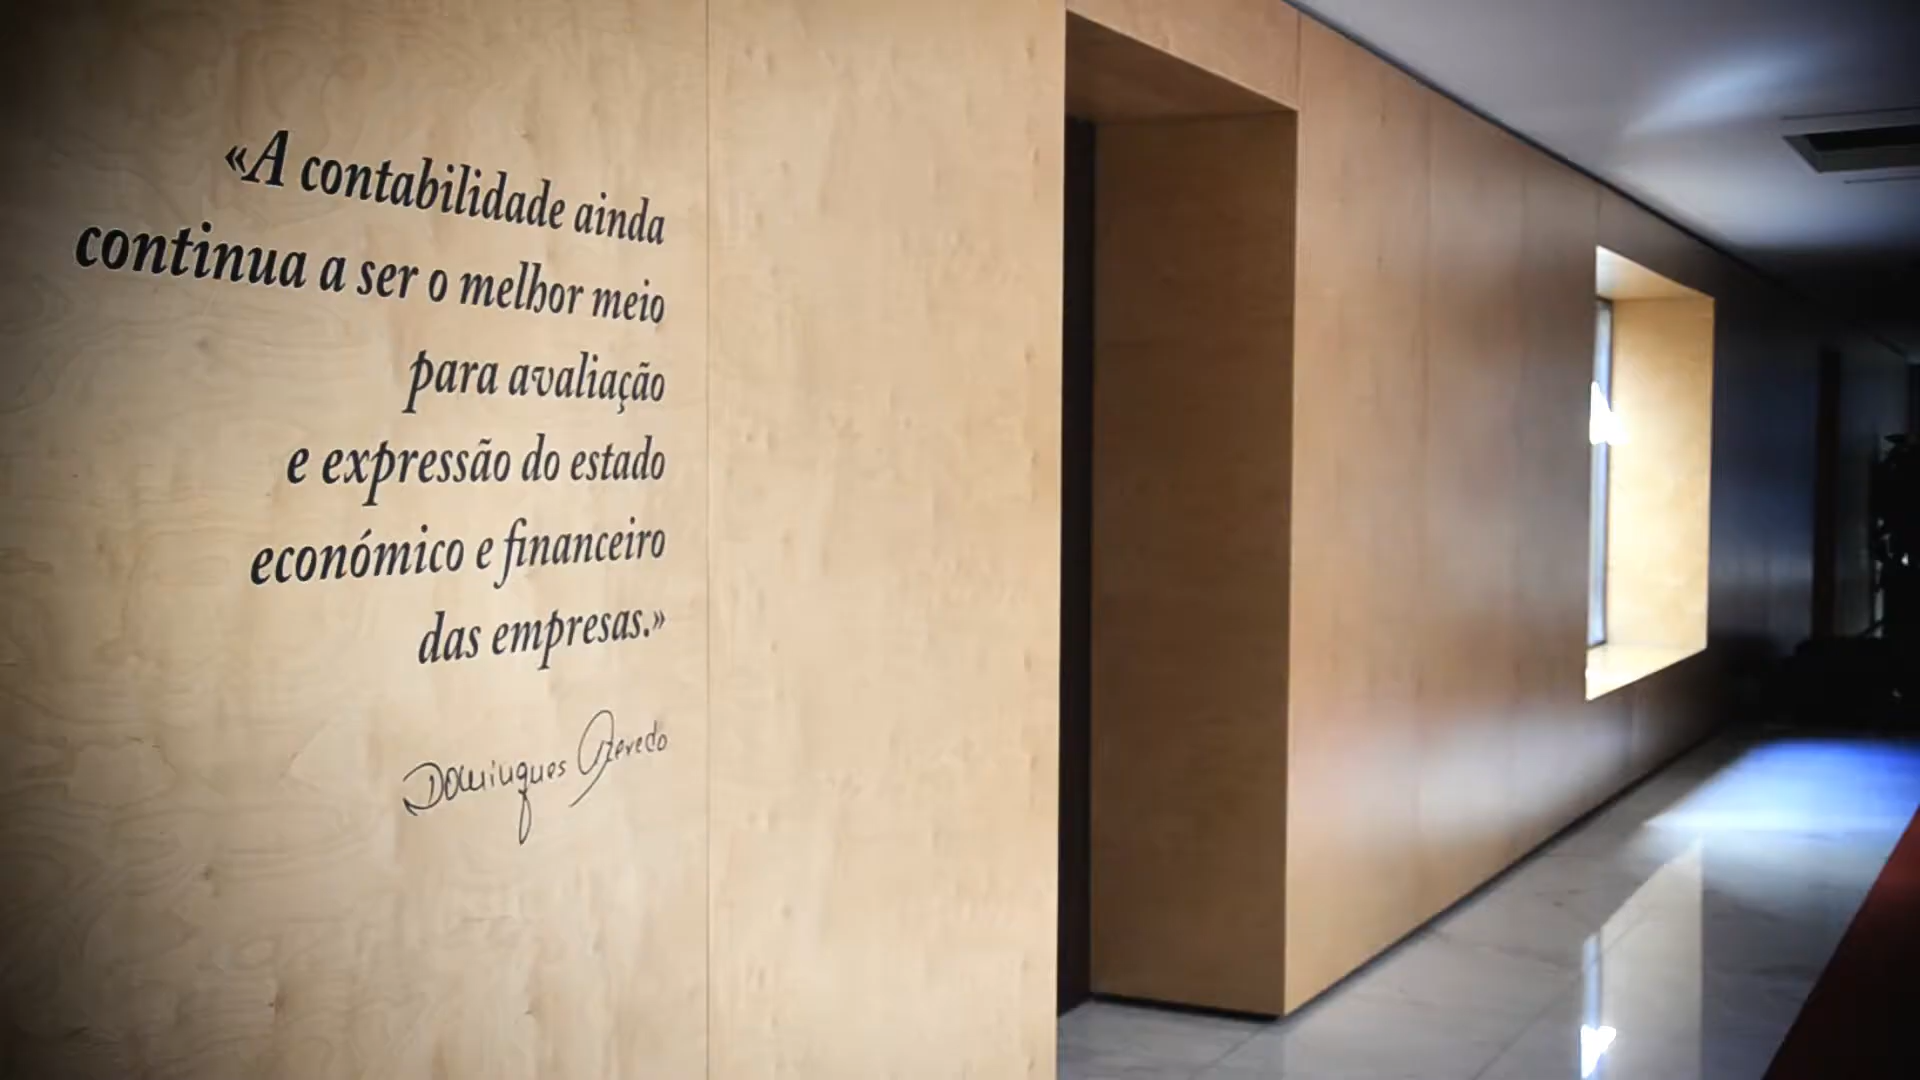 «A contabilidade ainda
continua a ser o melhor meio
para avaliação
e expressão do estado
económico e financeiro
das empresas.»
Domingues Azevedo